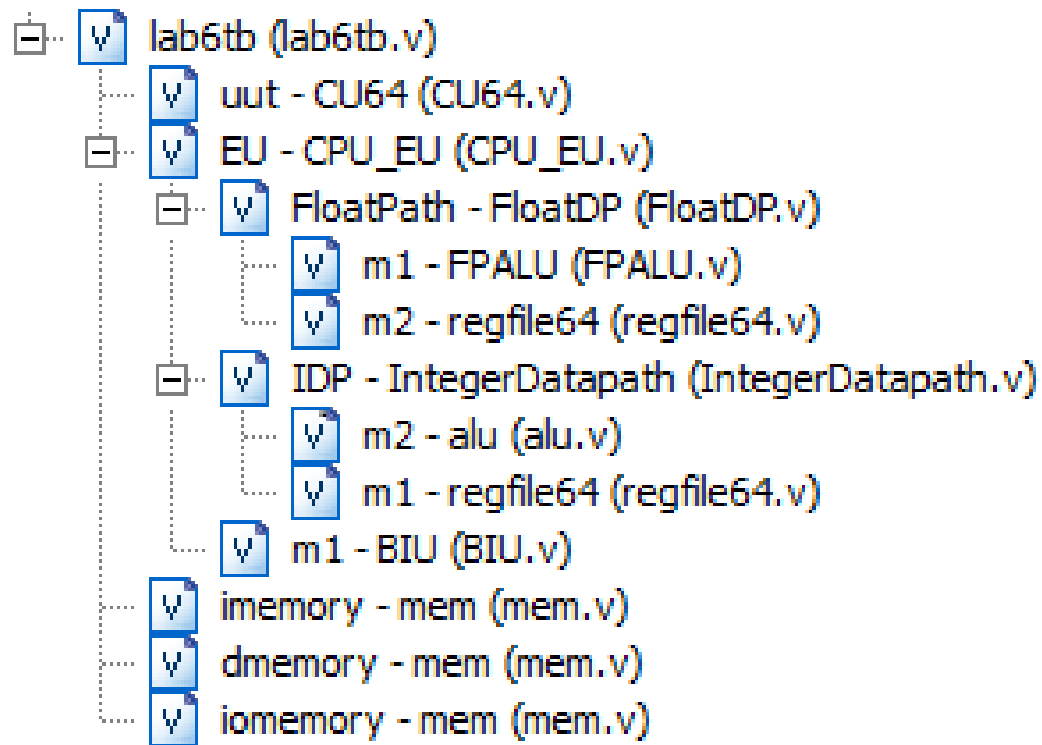 lab6tb (lab6tb.v)
uut - CU64 (CU64.v)
EU - CPU_EU (CPU_EU.v)
FloatPath - FloatDP (FloatDP.v)
m1 - FPALU (FPALU.v)
m2 - regfile64 (regfile64.v)
IDP - IntegerDatapath (IntegerDatapath.v)
m2 - alu (alu.v)
m1 - regfile64 (regfile64.v)
m1 - BIU (BIU.v)
imemory - mem (mem.v)
dmemory - mem (mem.v)
iomemory - mem (mem.v)